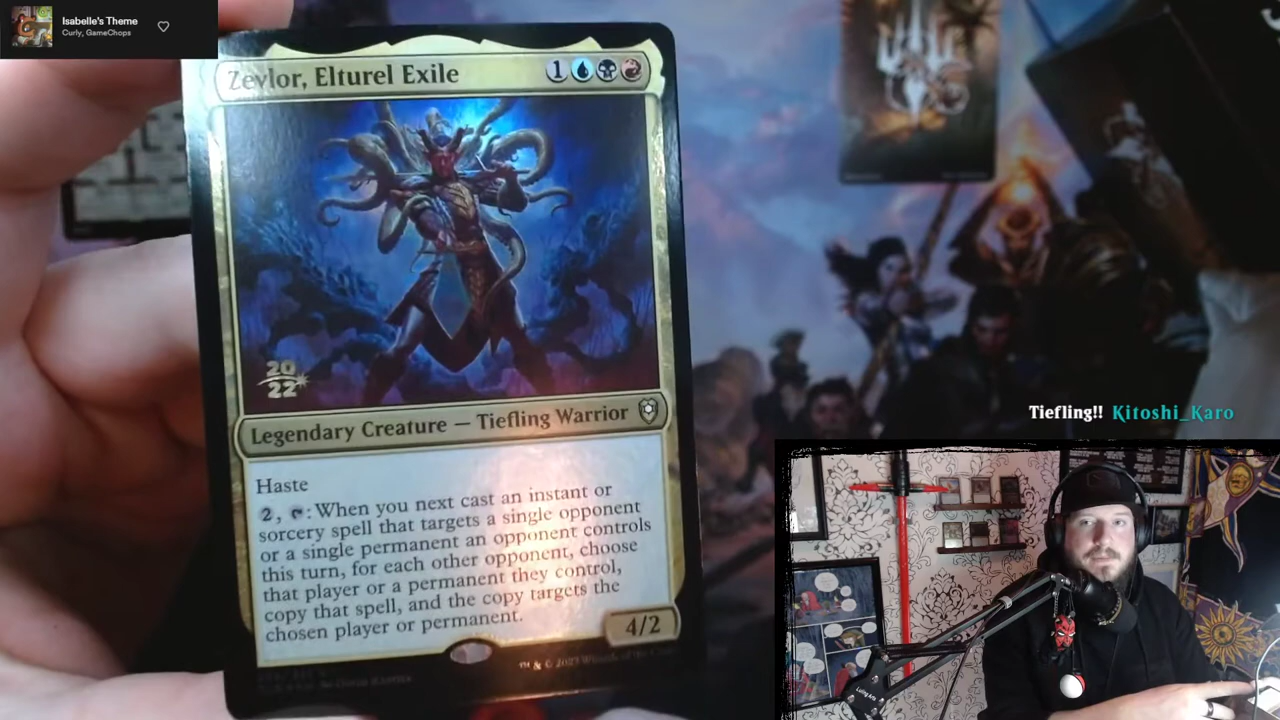 Isabelle's Theme
Curly, GameChops
Zevlor, Elturel Exile
1
20
22
Legendary Creature — Tiefling Warrior
Haste
2, : When you next cast an instant or
sorcery spell that targets a single opponent
or a single permanent an opponent controls
this turn, for each other opponent, choose
that player or a permanent they control,
copy that spell, and the copy targets the
chosen player or permanent.
4/2
Tiefling!! Kitoshi_Karo